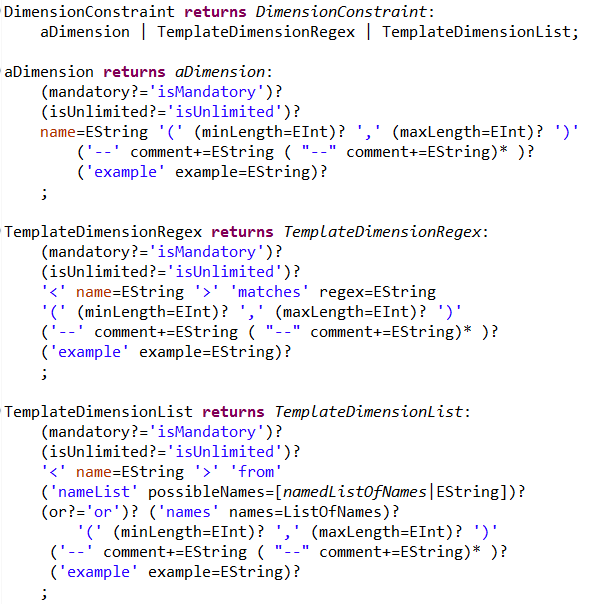 DimensionConstraint returns DimensionConstraint:
aDimension | TemplateDimensionRegex | TemplateDimensionList;
aDimension returns aDimension:
(mandatory?='isMandatory')?
(isUnlimited?='isUnlimited')?
name=EString '(' (minLength=EInt)? ',' (maxLength=EInt)? ')'
('--' comment+=EString ( "--" comment+=EString)* )?
('example' example=EString)?
;
TemplateDimensionRegex returns TemplateDimensionRegex:
(mandatory?='isMandatory')?
(isUnlimited?='isUnlimited')?
'<' name=EString '>' 'matches' regex=EString
'(' (minLength=EInt)? ',' (maxLength=EInt)? ')'
('--' comment+=EString ( "--" comment+=EString)* )?
('example' example=EString)?
;
TemplateDimensionList returns TemplateDimensionList:
(mandatory?='isMandatory')?
(isUnlimited?='isUnlimited')?
'<' name=EString '>' 'from'
('nameList' possibleNames=[namedListOfNames|EString])?
(or?='or')? ('names' names=ListOfNames)?
'(' (minLength=EInt)? ',' (maxLength=EInt)? ')'
('--' comment+=EString ( "--" comment+=EString)* )?
('example' example=EString)?
;